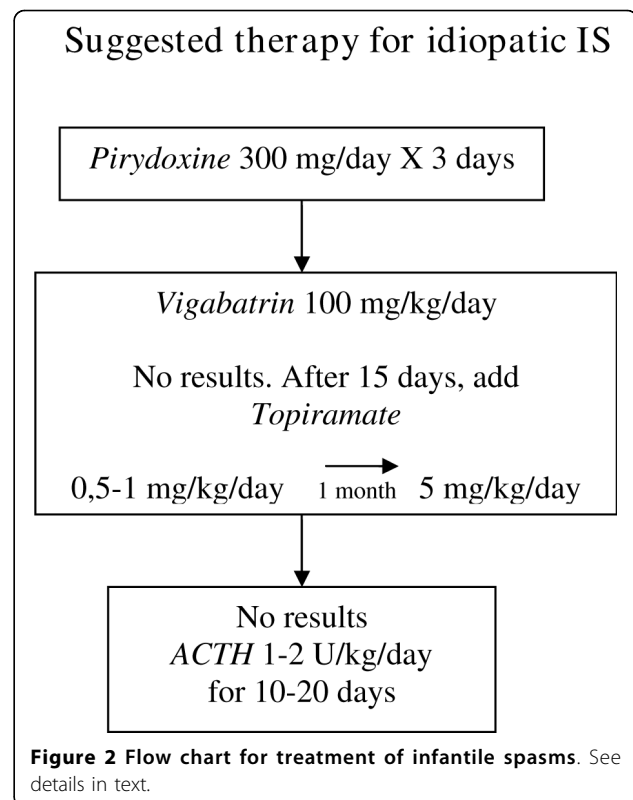 Suggested therapy for idiopatic IS
Pirydoxine 300 mg/day X 3 days
Vigabatrin 100 mg/kg/day
No results. After 15 days, add
Topiramate
0,5-1 mg/kg/day 1 month 5 mg/kg/day
No results
ACTH 1-2 U/kg/day
for 10-20 days
Figure 2 Flow chart for treatment of infantile spasms. See
details in text.